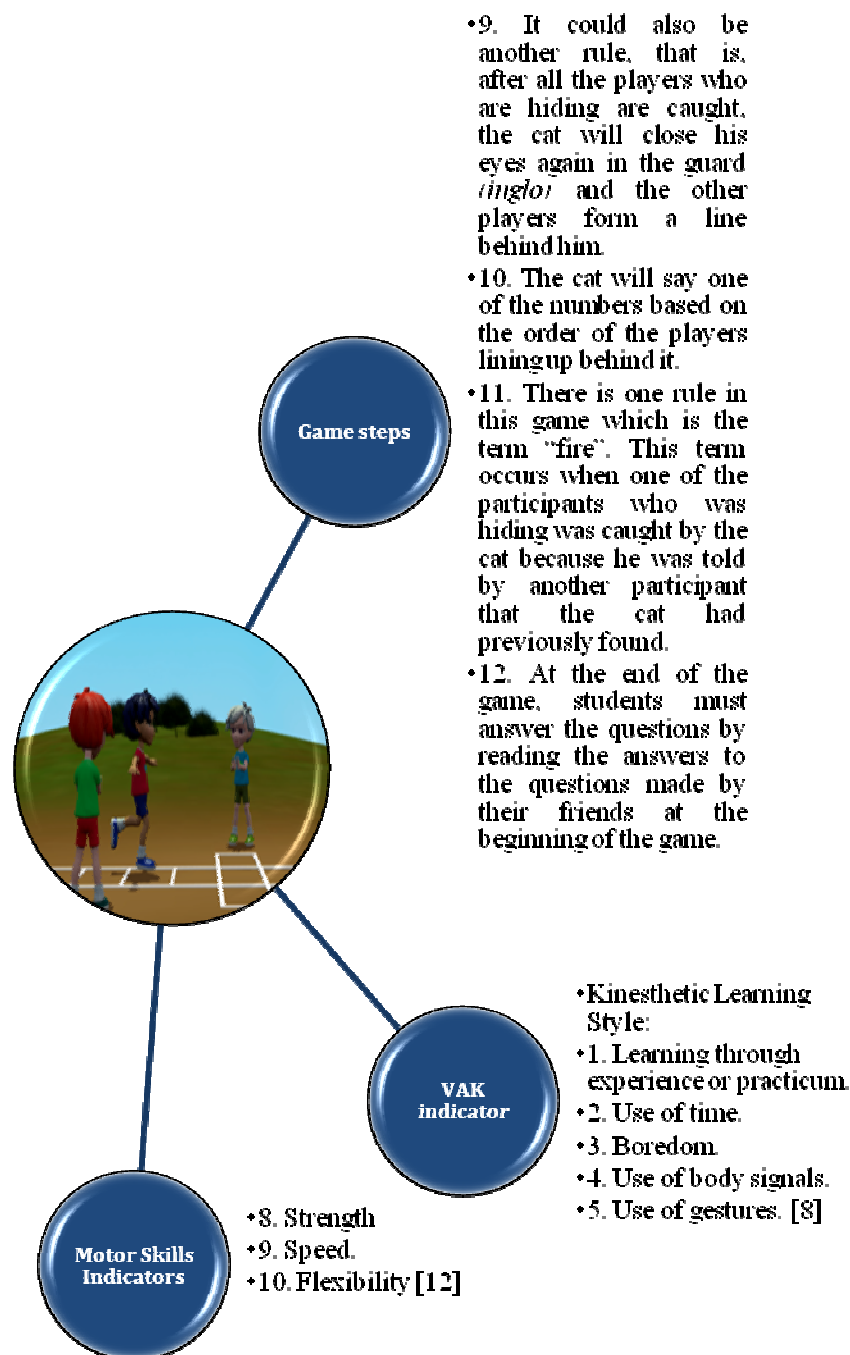 •9. It could also be
another rule, that is,
after all the players who
are hiding are caught,
the cat will close his
eyes again in the guard
(inglo) and the other
players form a line
behind him.
•10. The cat will say one
of the numbers based on
the order of the players
lining up behind it.
•11. There is one rule in
this game which is the
term “fire”. This term
occurs when one of the
participants who was
hiding was caught by the
cat because he was told
by another participant
that the cat had
previously found.
•12. At the end of the
game, students must
answer the questions by
reading the answers to
the questions made by
their friends at the
beginning of the game.
Game steps
VAK
indicator
•Kinesthetic Learning
Style:
•1. Learning through
experience or practicum.
•2. Use of time.
•3. Boredom.
•4. Use of body signals.
•5. Use of gestures. [8]
Motor Skills
Indicators
•8. Strength
•9. Speed.
•10. Flexibility [12]